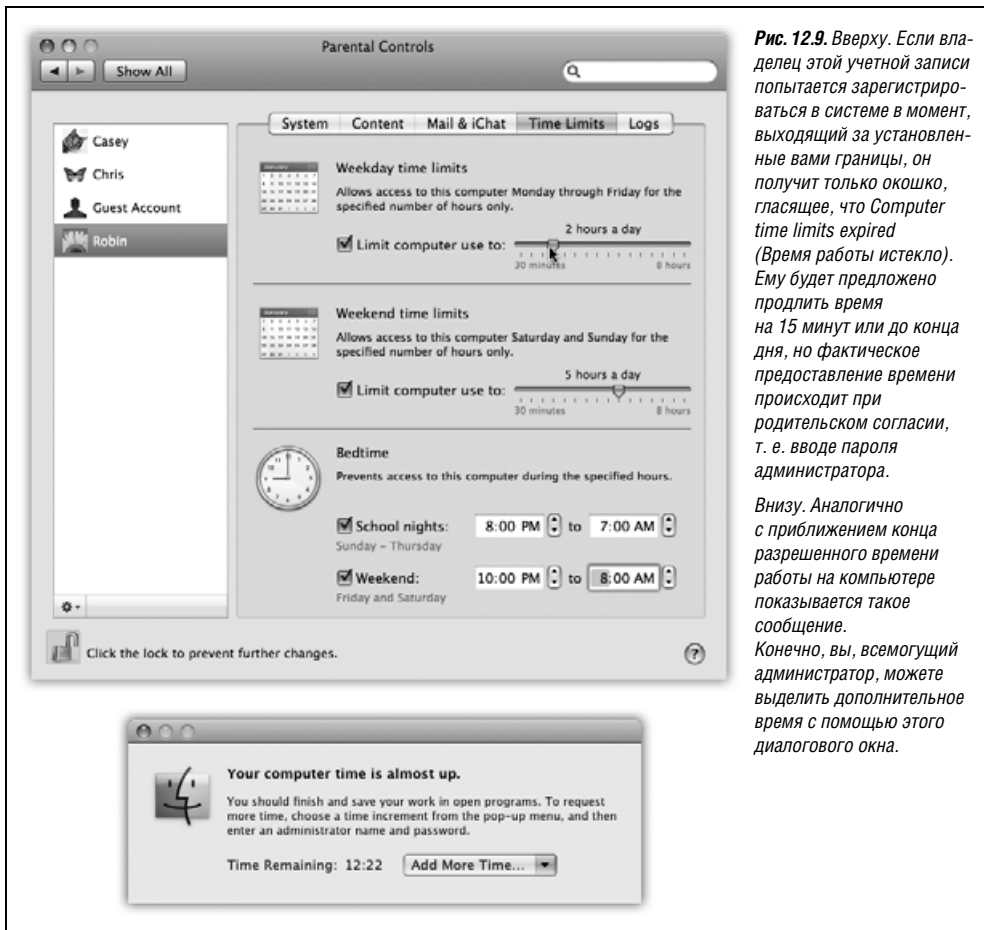 Parental Controls
Show All
System Content Mail & iChat Time Limits Logs
Casey
Chris
Guest Account
Robin
Weekday time limits
Allows access to this computer Monday through Friday for the
specified number of hours only.
2 hours a day
Limit computer use to:
30 minutes 8 hours
Weekend time limits
Allows access to this computer Saturday and Sunday for the
specified number of hours only.
5 hours a day
Limit computer use to:
30 minutes 8 hours
Bedtime
Prevents access to this computer during the specified hours.
School nights: 8:00 PM to 7:00 AM
Sunday – Thursday
Weekend: 10:00 PM to 8:00 AM
Friday and Saturday
Click the lock to prevent further changes.
?
Your computer time is almost up.
You should finish and save your work in open programs. To request
more time, choose a time increment from the pop-up menu, and then
enter an administrator name and password.
Time Remaining: 12:22 Add More Time...
Рис. 12.9. Вверху. Если вла-
делец этой учетной записи
попытается зарегистриро-
ваться в системе в момент,
выходящий за установлен-
ные вами границы, он
получит только окошко,
гласящее, что Computer
time limits expired
(Время работы истекло).
Ему будет предложено
продлить время
на 15 минут или до конца
дня, но фактическое
предоставление времени
происходит при
родительском согласии,
т. е. вводе пароля
администратора.
Внизу. Аналогично
с приближением конца
разрешенного времени
работы на компьютере
показывается такое
сообщение.
Конечно, вы, всемогущий
администратор, можете
выделить дополнительное
время с помощью этого
диалогового окна.